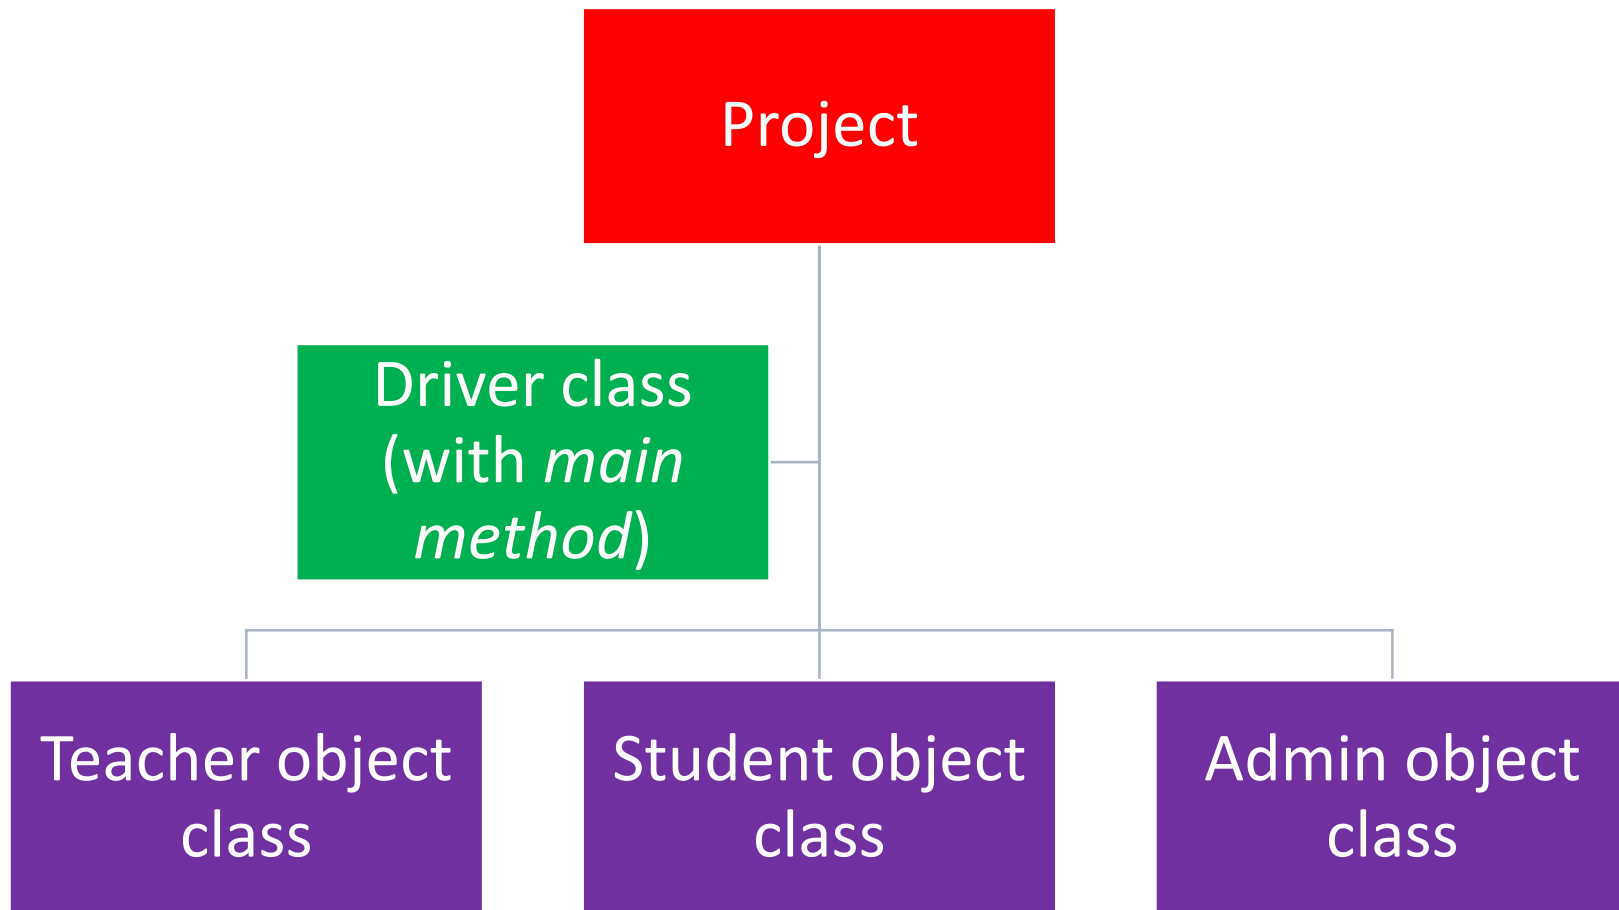 Project
Driver class
(with main
method)
Teacher object
class
Student object
class
Admin object
class